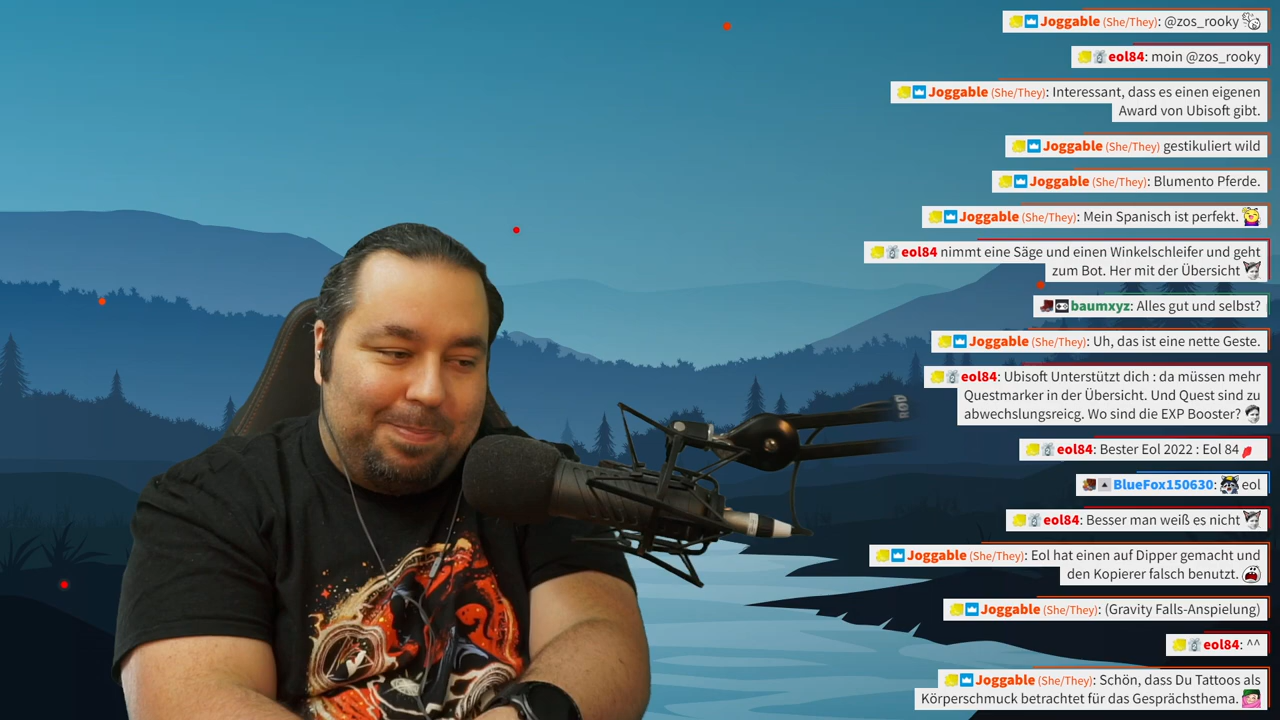 Joggable (She/They): @zos_rooky
eol84: moin @zos_rooky
Joggable (She/They): Interessant, dass es einen eigenen
Award von Ubisoft gibt.
Joggable (She/They) gestikuliert wild
Joggable (She/They): Blumento Pferde.
Joggable (She/They): Mein Spanisch ist perfekt.
eol84 nimmt eine Säge und einen Winkelschleifer und geht
zum Bot. Her mit der Übersicht
baumxyz: Alles gut und selbst?
Joggable (She/They): Uh, das ist eine nette Geste.
eol84: Ubisoft Unterstützt dich : da müssen mehr
Questmarker in der Übersicht. Und Quest sind zu
abwechslungsreicg. Wo sind die EXP Booster?
ROD
eol84: Bester Eol 2022 : Eol 84
BlueFox150630: eol
eol84: Besser man weiß es nicht
Joggable (She/They): Eol hat einen auf Dipper gemacht und
den Kopierer falsch benutzt.
Joggable (She/They): (Gravity Falls-Anspielung)
eol84: ^^
Joggable (She/They): Schön, dass Du Tattoos als
Körperschmuck betrachtet für das Gesprächsthema.